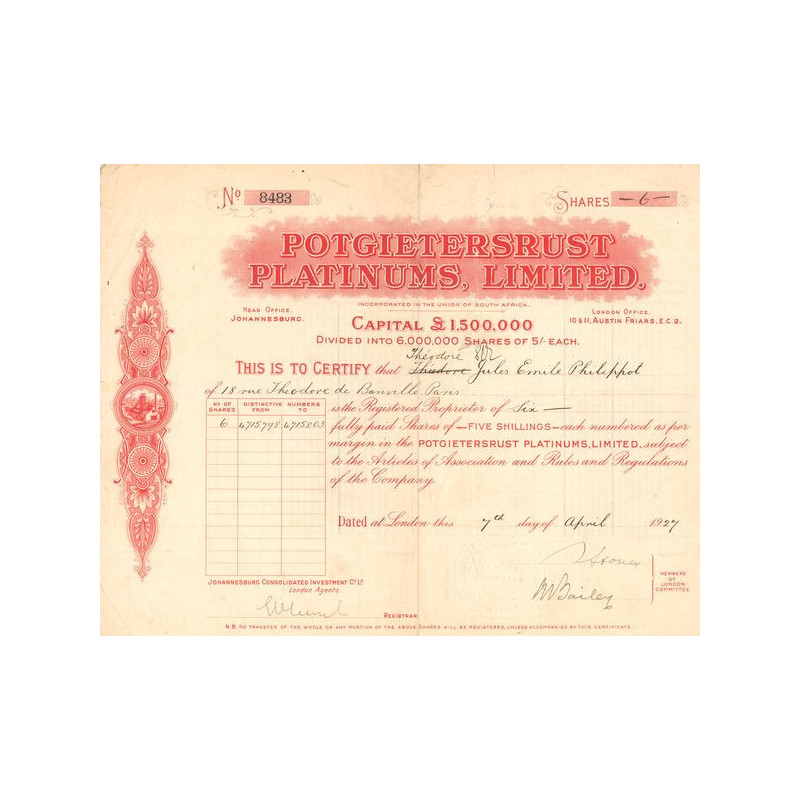 No 8483
SHARES -6-
POTGIETERSRUST
PLATINUMS, LIMITED.
INCORPORATED IN THE UNION OF SOUTH AFRICA.
HEAD OFFICE. JOHANNESBURG.
LONDON OFFICE. 10 & 11, AUSTIN FRIARS, E.C.2.
CAPITAL £1,500,000
DIVIDED INTO 6,000,000 SHARES OF 5/- EACH.
Théodore
THIS IS TO CERTIFY that Theodore Jules Emile Philippot
of 18 rue Theodore de Banville Paris
is the Registered Proprietor of Six —
fully paid Shares of — FIVE SHILLINGS — each numbered as per
margin in the POTGIETERSRUST PLATINUMS, LIMITED, subject
to the Articles of Association and Rules and Regulations
of the Company.
No OF SHARES DISTINCTIVE NUMBERS FROM TO
6 4715798 4715803
Dated at London this 7th day of April 1927
JOHANNESBURG CONSOLIDATED INVESTMENT Co Ld
London Agents.
REGISTRAR
Bailey
MEMBERS OF LONDON COMMITTEE
N.B. NO TRANSFER OF THE WHOLE OR ANY PORTION OF THE ABOVE SHARES WILL BE REGISTERED, UNLESS ACCOMPANIED BY THIS CERTIFICATE.